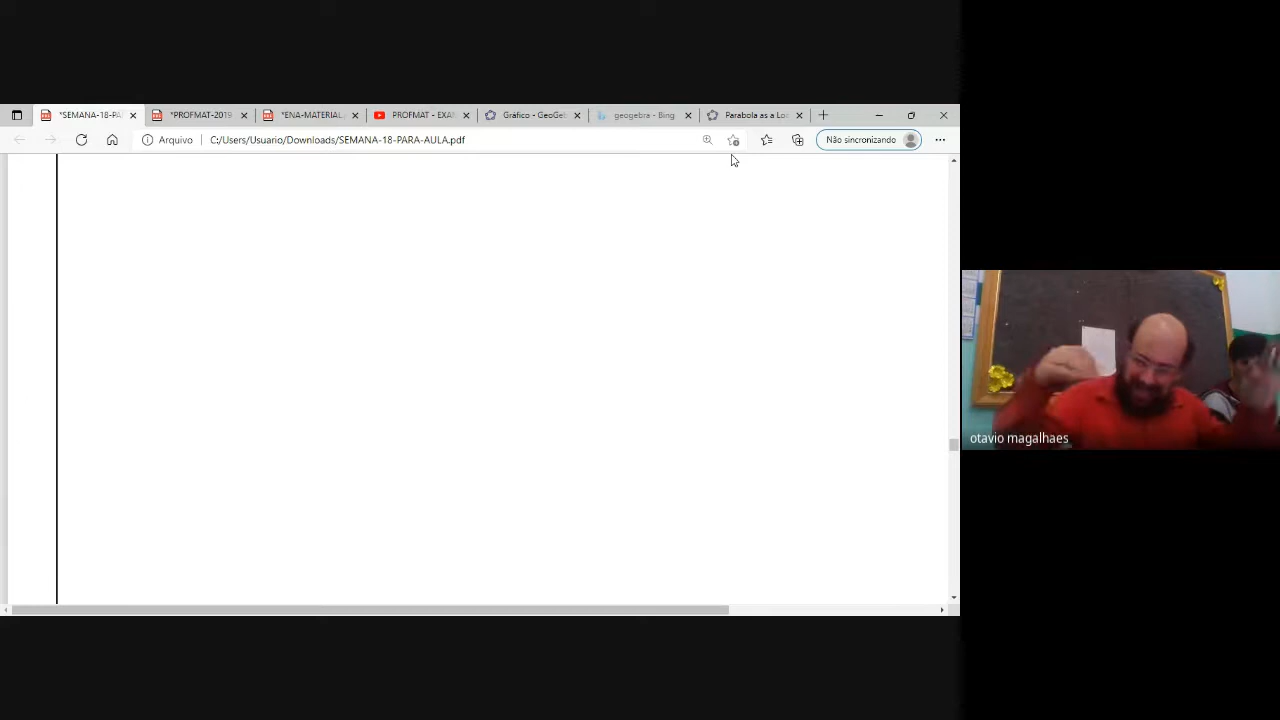 *SEMANA-18-PA
*PROFMAT-2019
*ENA-MATERIAL
PROFMAT - EXA
Gráfico - GeoGeb
geogebra - Bing
Parabola as a Lo
Arquivo
C:/Users/Usuario/Downloads/SEMANA-18-PARA-AULA.pdf
Não sincronizando
otavio magalhaes